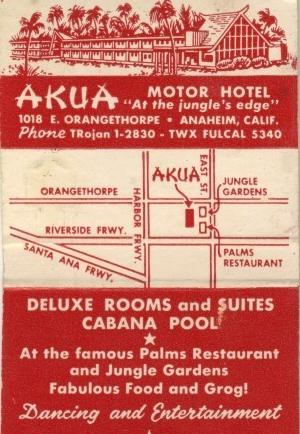 AKUA MOTOR HOTEL
"At the jungle's edge"
1018 E. ORANGETHORPE • ANAHEIM, CALIF.
Phone TRojan 1-2830 - TWX FULCAL 5340
AKUA
EAST ST.
JUNGLE
GARDENS
ORANGETHORPE
HARBOR FRWY.
RIVERSIDE FRWY.
SANTA ANA FRWY.
PALMS
RESTAURANT
DELUXE ROOMS and SUITES
CABANA POOL
★
At the famous Palms Restaurant
and Jungle Gardens
Fabulous Food and Grog!
Dancing and Entertainment